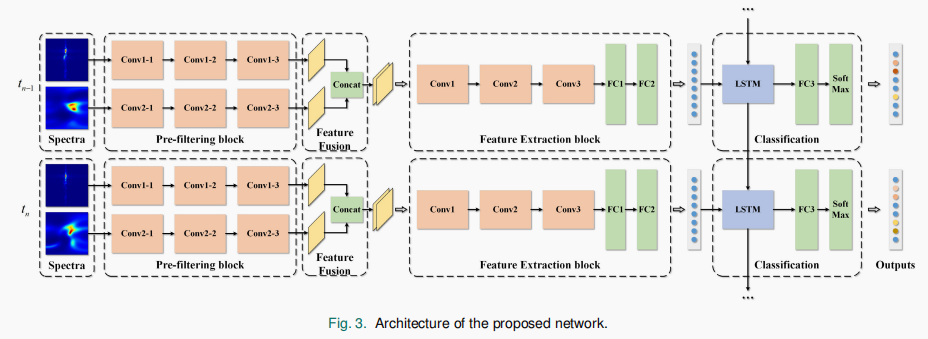 ...
t_{n-1}
Conv1-1 Conv1-2 Conv1-3
Concat
Conv2-1 Conv2-2 Conv2-3
Conv1 Conv2 Conv3 FC1 FC2
LSTM FC3 Soft Max
Spectra
Pre-filtering block
Feature Fusion
Feature Extraction block
Classification
t_n
Conv1-1 Conv1-2 Conv1-3
Concat
Conv2-1 Conv2-2 Conv2-3
Conv1 Conv2 Conv3 FC1 FC2
LSTM FC3 Soft Max
Spectra
Pre-filtering block
Feature Fusion
Feature Extraction block
Classification
Outputs
...
Fig. 3. Architecture of the proposed network.